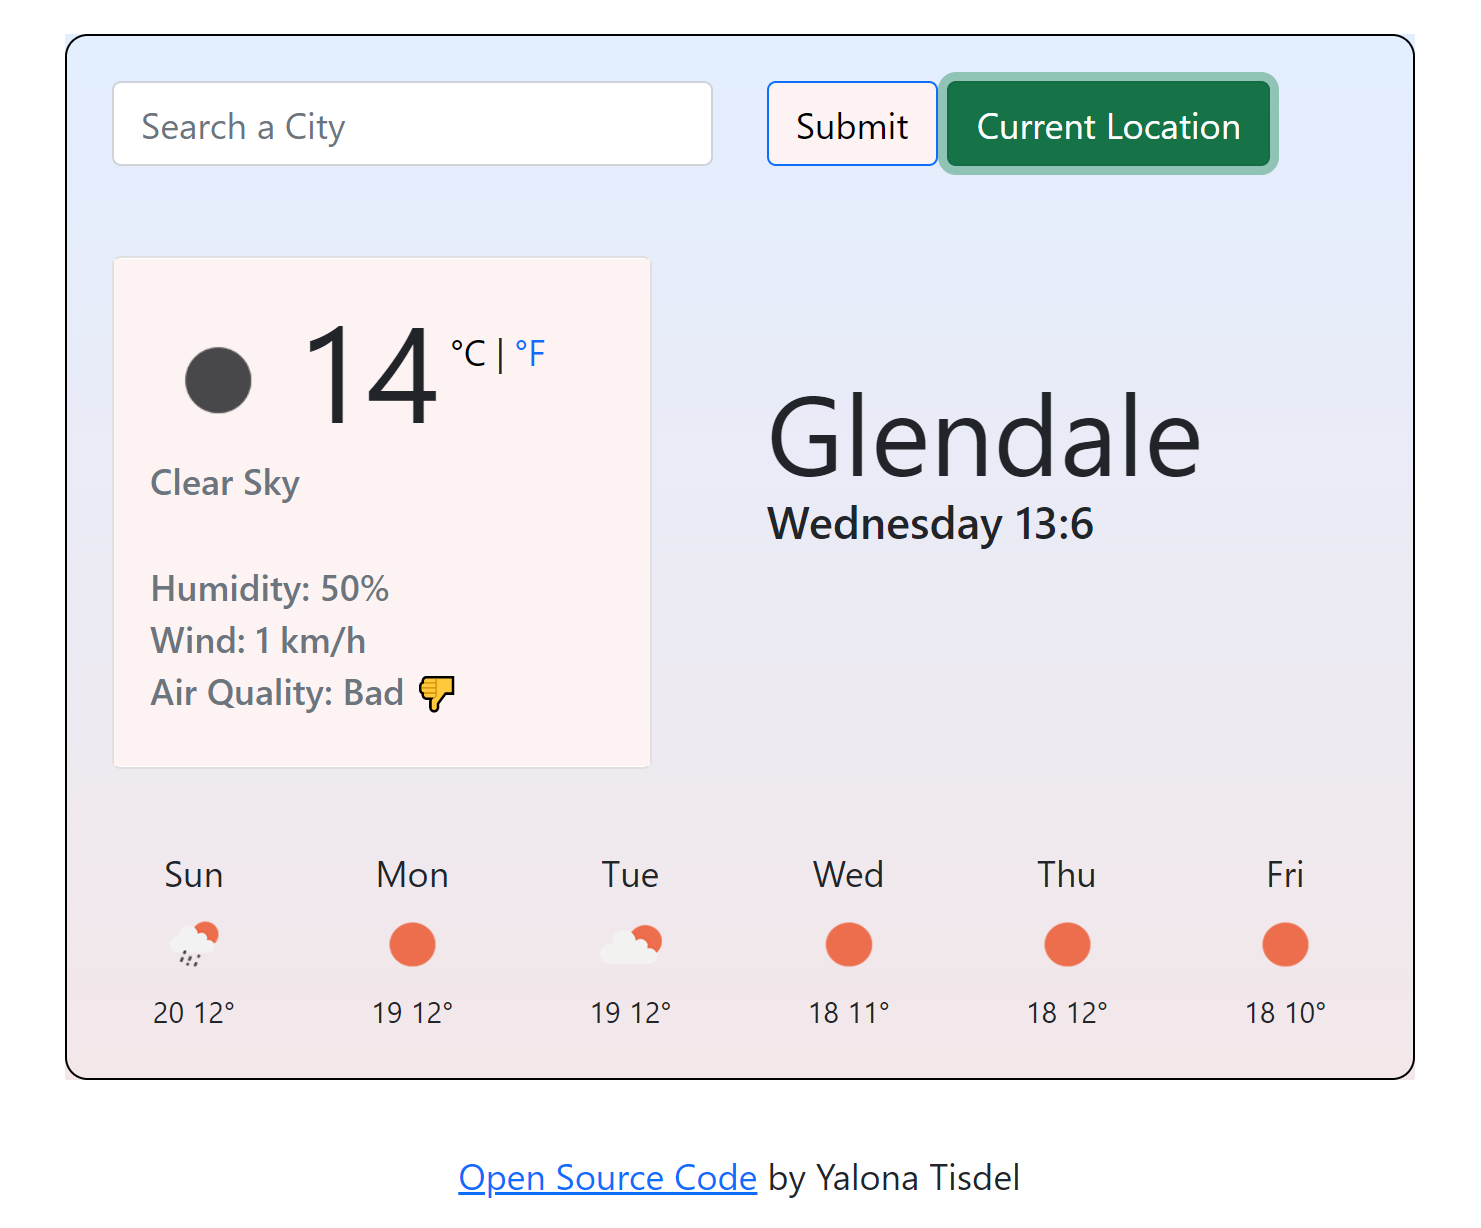 Search a City
Submit
Current Location
14 °C | °F
Clear Sky
Humidity: 50%
Wind: 1 km/h
Air Quality: Bad 👎
Glendale
Wednesday 13:6
Sun Mon Tue Wed Thu Fri
20 12° 19 12° 19 12° 18 11° 18 12° 18 10°
Open Source Code by Yalona Tisdel